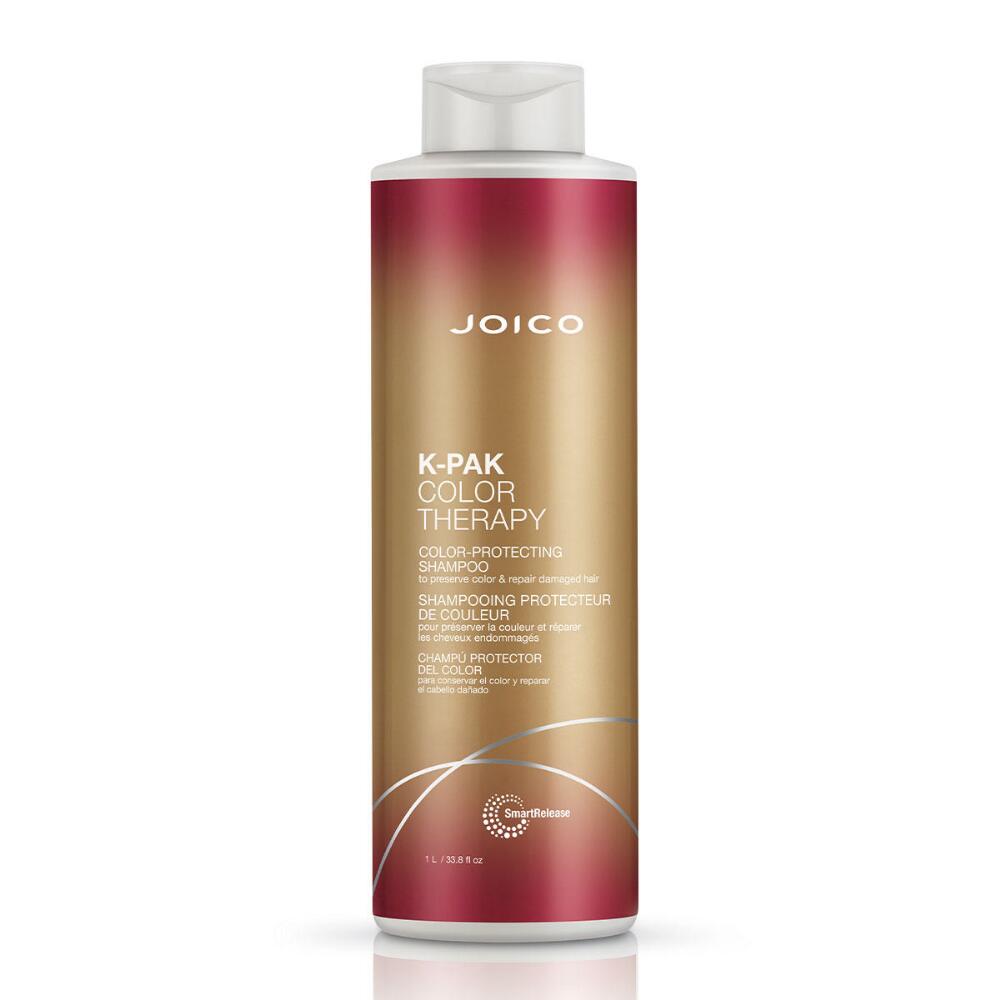 JOICO
K-PAK
COLOR
THERAPY
COLOR-PROTECTING
SHAMPOO
to preserve color & repair damaged hair
SHAMPOOING PROTECTEUR
DE COULEUR
pour préserver la couleur et réparer
les cheveux endommagés
CHAMPÚ PROTECTOR
DEL COLOR
para conservar el color y reparar
el cabello dañado
SmartRelease
1 L / 33.8 fl oz